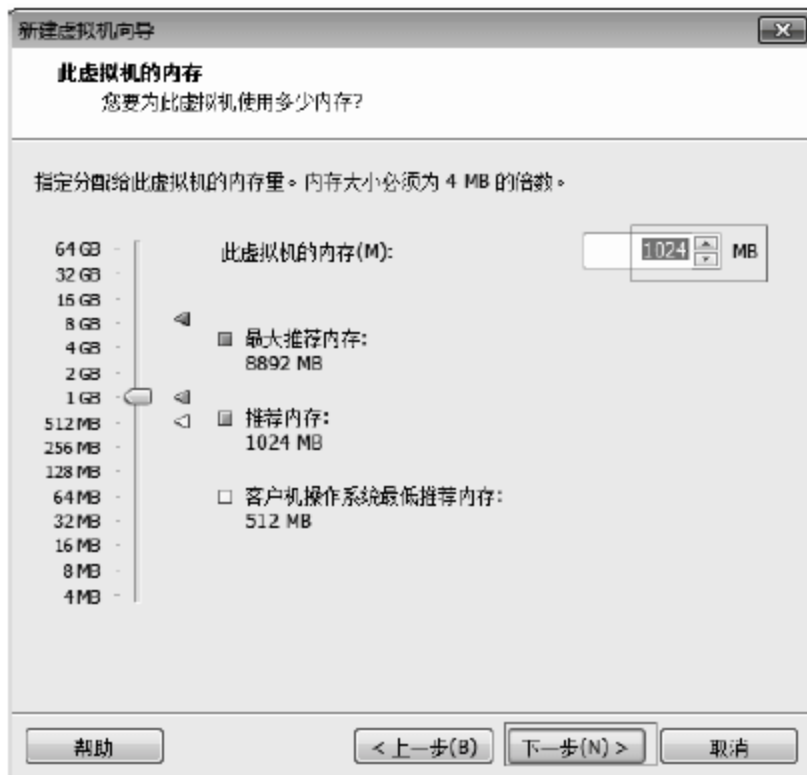 新建虚拟机向导
此虚拟机的内存
您要为此虚拟机使用多少内存?
指定分配给此虚拟机的内存量。内存大小必须为 4 MB 的倍数。
64 GB
32 GB
16 GB
8 GB
4 GB
2 GB
1 GB
512 MB
256 MB
128 MB
64 MB
32 MB
16 MB
8 MB
4 MB
此虚拟机的内存(M):
1024 MB
最大推荐内存:
8892 MB
推荐内存:
1024 MB
客户机操作系统最低推荐内存:
512 MB
帮助
< 上一步(B)
下一步(N) >
取消